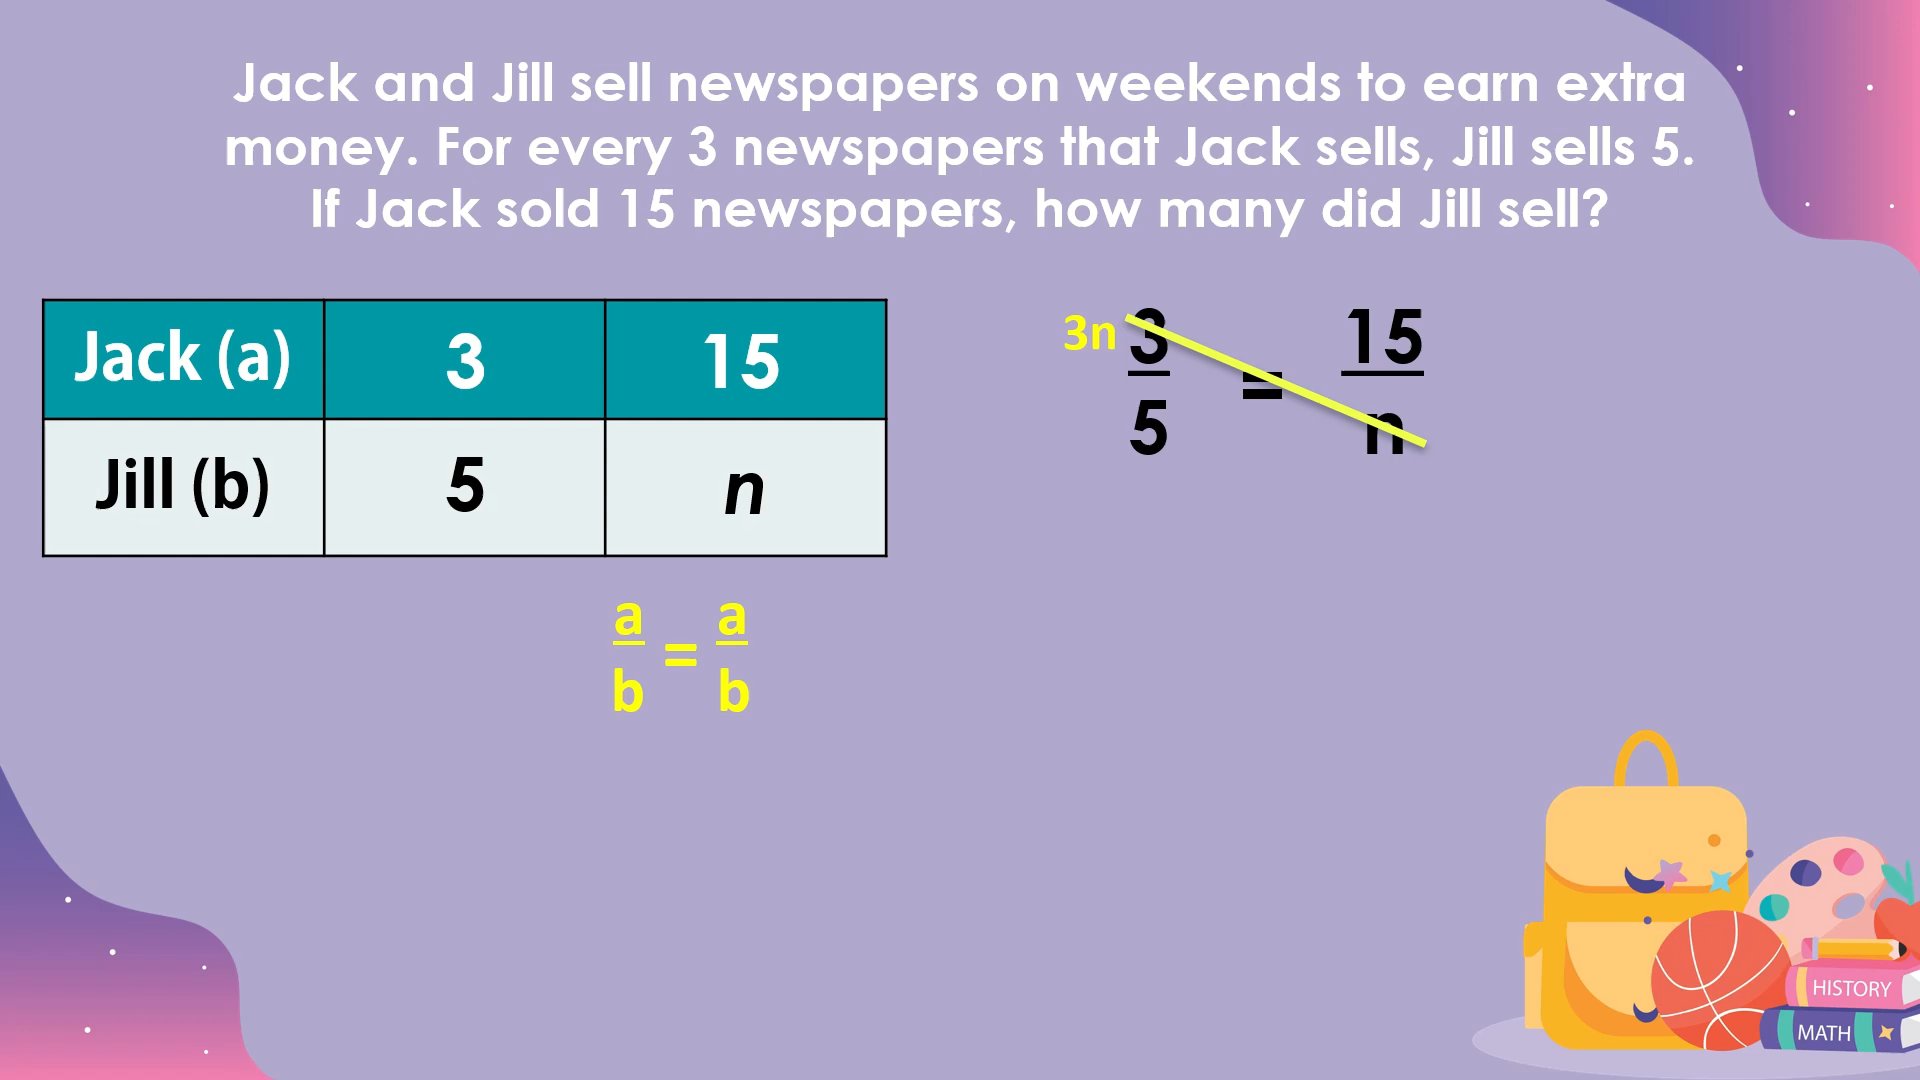 Jack and Jill sell newspapers on weekends to earn extra
money. For every 3 newspapers that Jack sells, Jill sells 5.
If Jack sold 15 newspapers, how many did Jill sell?
Jack (a) 3 15
Jill (b) 5 n
3n 3 15
=
5 n
a a
=
b b
HISTORY
MATH